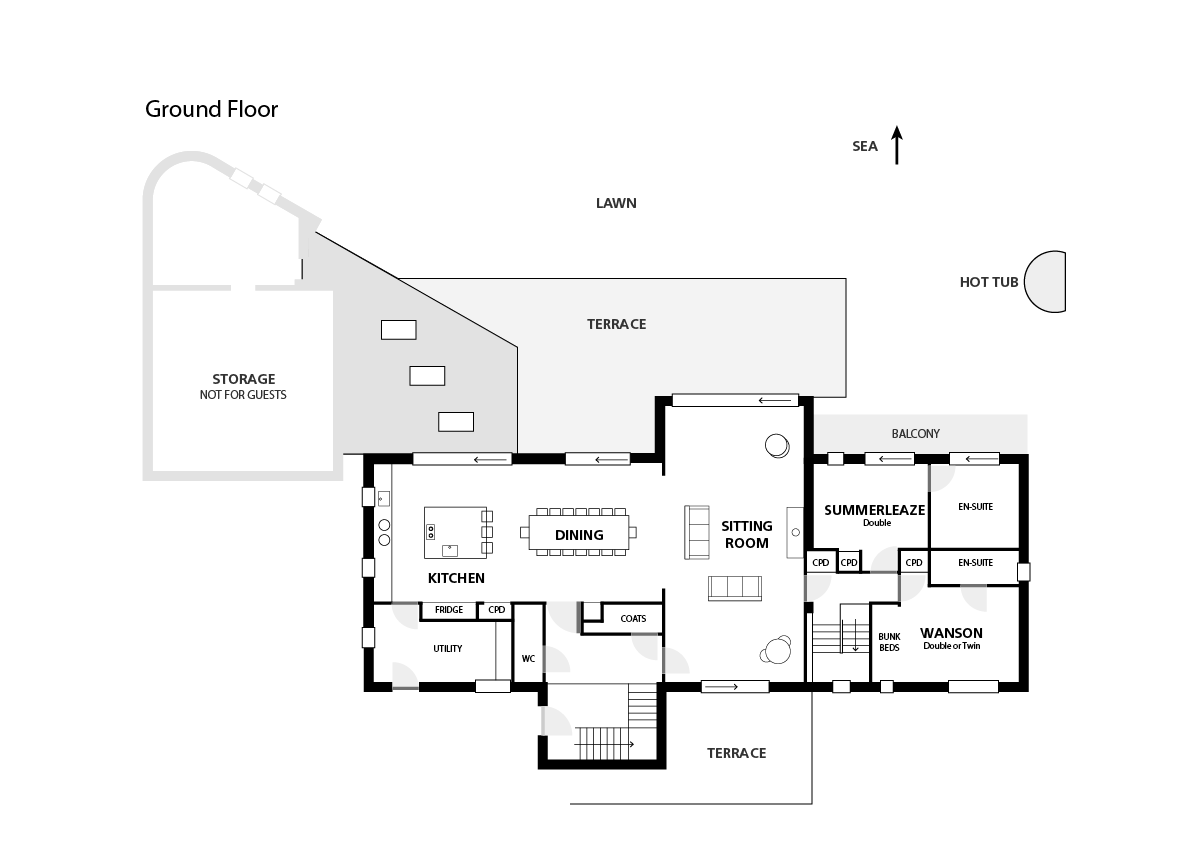 Ground Floor
SEA
LAWN
HOT TUB
TERRACE
STORAGE
NOT FOR GUESTS
BALCONY
SUMMERLEAZE
Double
EN-SUITE
DINING
SITTING
ROOM
KITCHEN
CPD
CPD
CPD
EN-SUITE
FRIDGE
CPD
COATS
UTILITY
WC
BUNK
BEDS
WANSON
Double or Twin
TERRACE